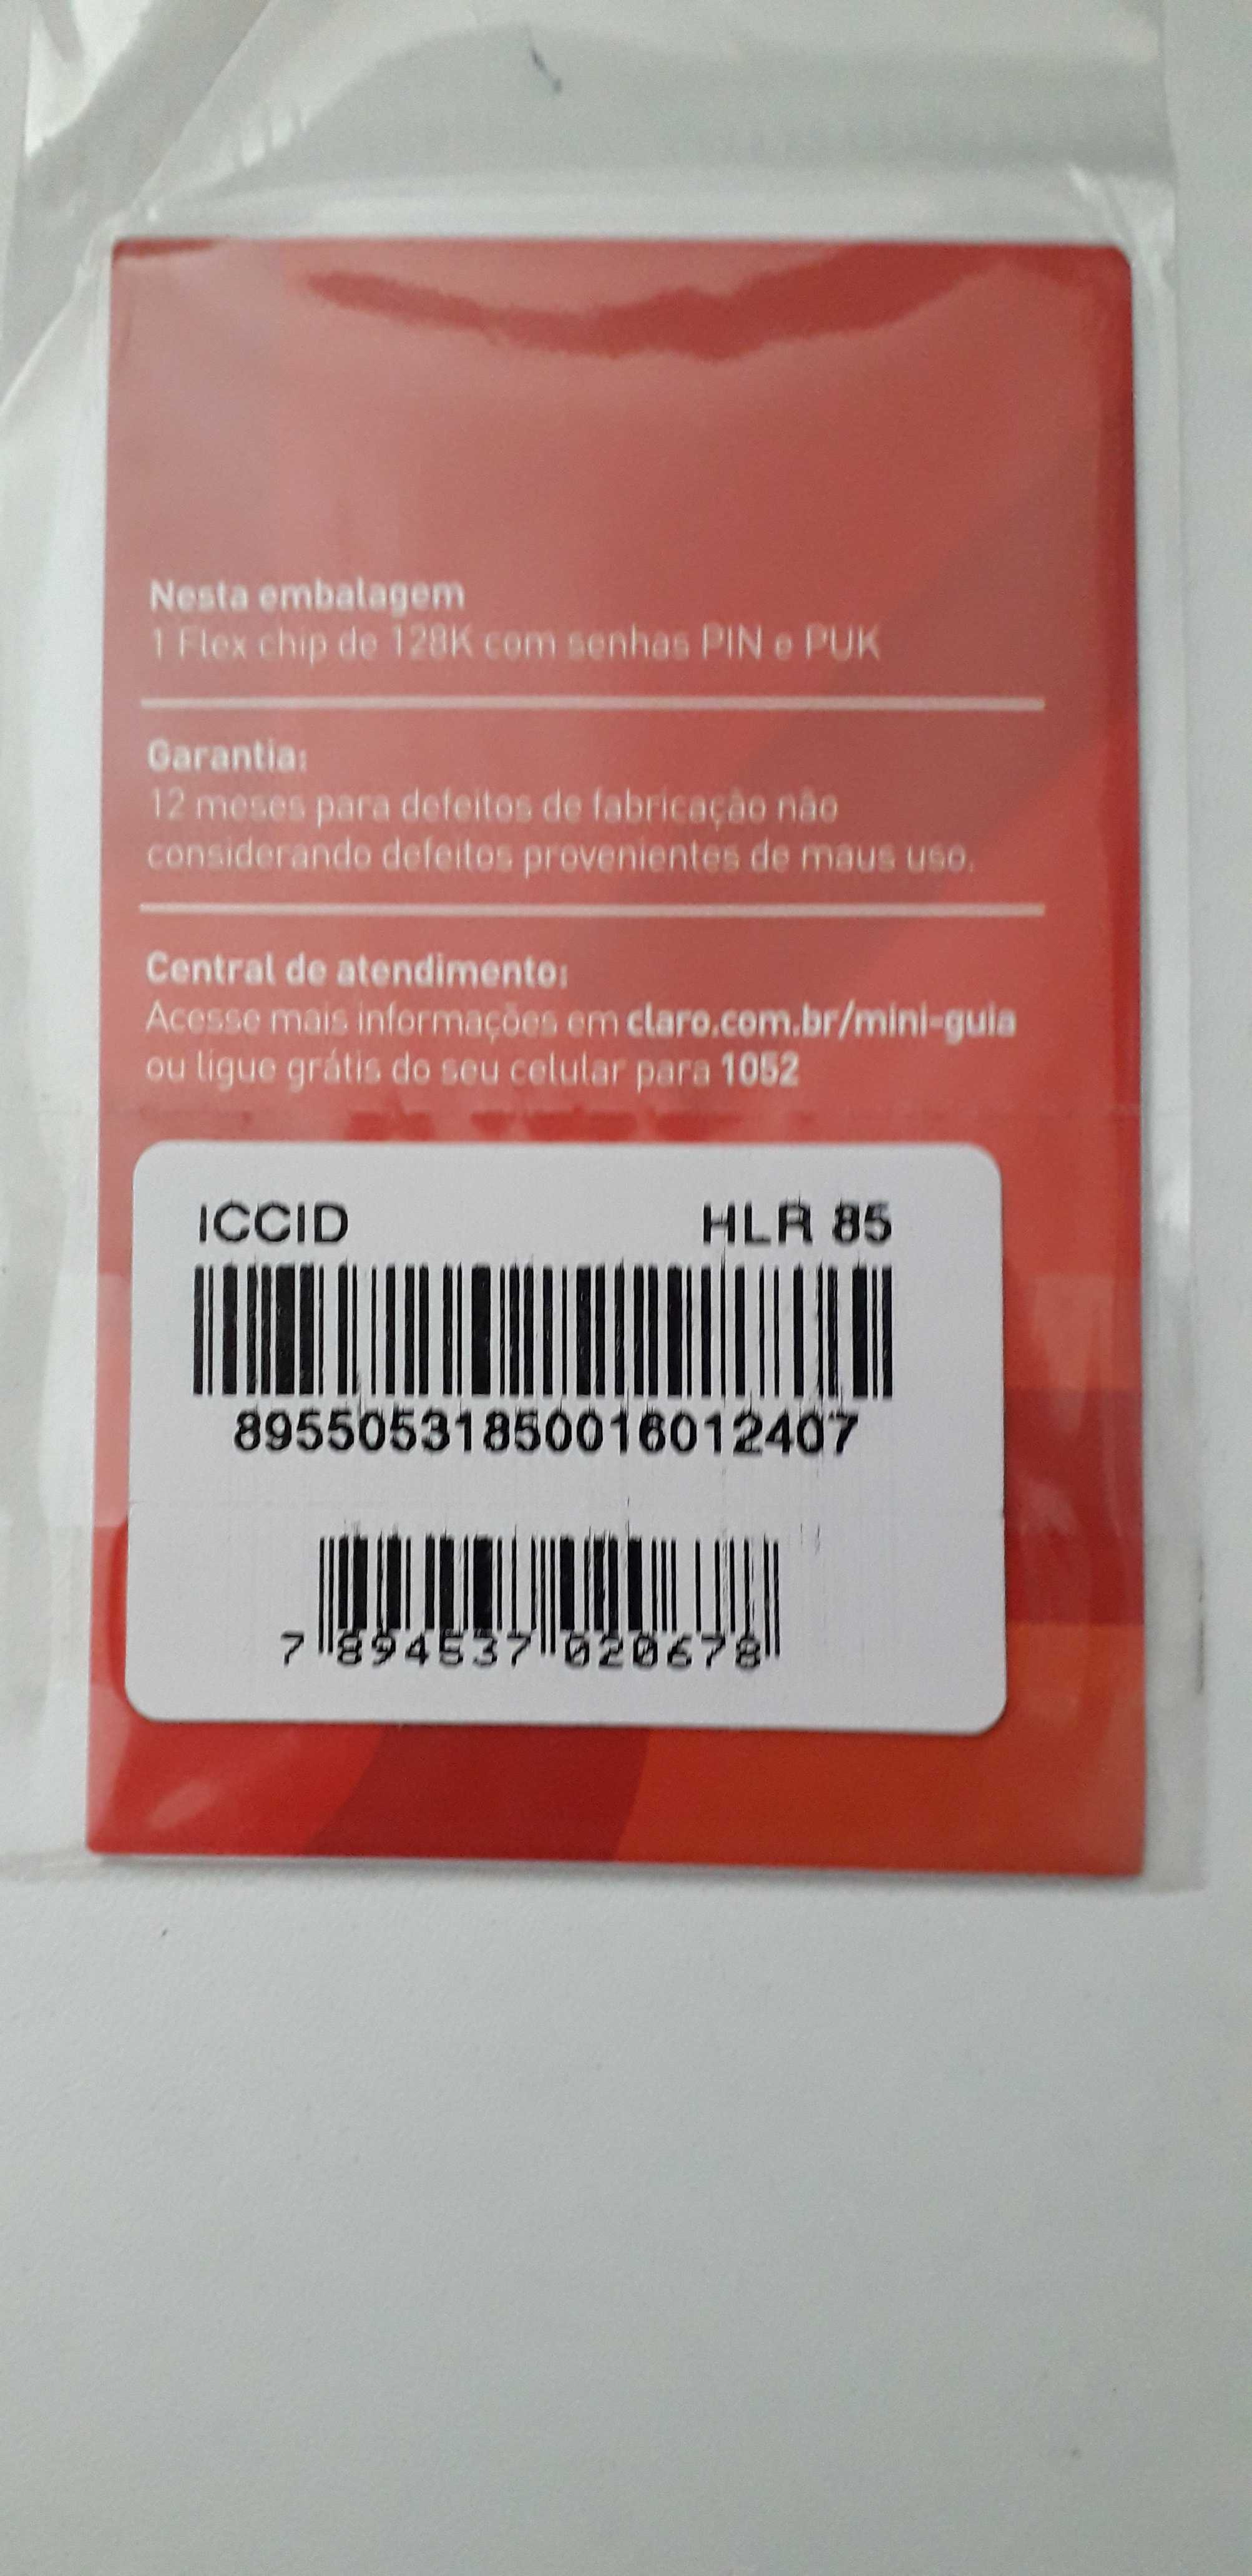 Nesta embalagem
1 Flex chip de 128K com senhas PIN e PUK
Garantia:
12 meses para defeitos de fabricação não
considerando defeitos provenientes de maus uso.
Central de atendimento:
Acesse mais informações em claro.com.br/mini-guia
ou ligue grátis do seu celular para 1052
ICCID HLR 85
89550531850016012407
7 894537 020678